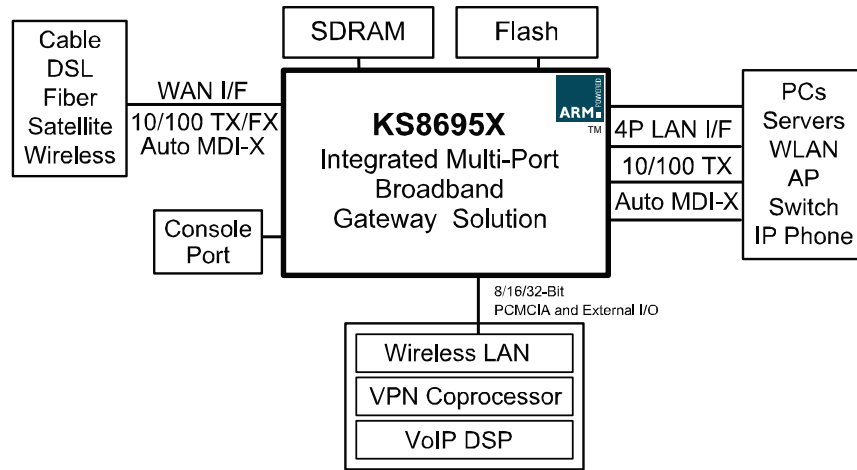 SDRAM
Flash
Cable
DSL
Fiber
Satellite
Wireless
WAN I/F
10/100 TX/FX
Auto MDI-X
Console
Port
KS8695X
Integrated Multi-Port
Broadband
Gateway Solution
ARM
POWERED
TM
4P LAN I/F
10/100 TX
Auto MDI-X
PCs
Servers
WLAN
AP
Switch
IP Phone
8/16/32-Bit
PCMCIA and External I/O
Wireless LAN
VPN Coprocessor
VoIP DSP